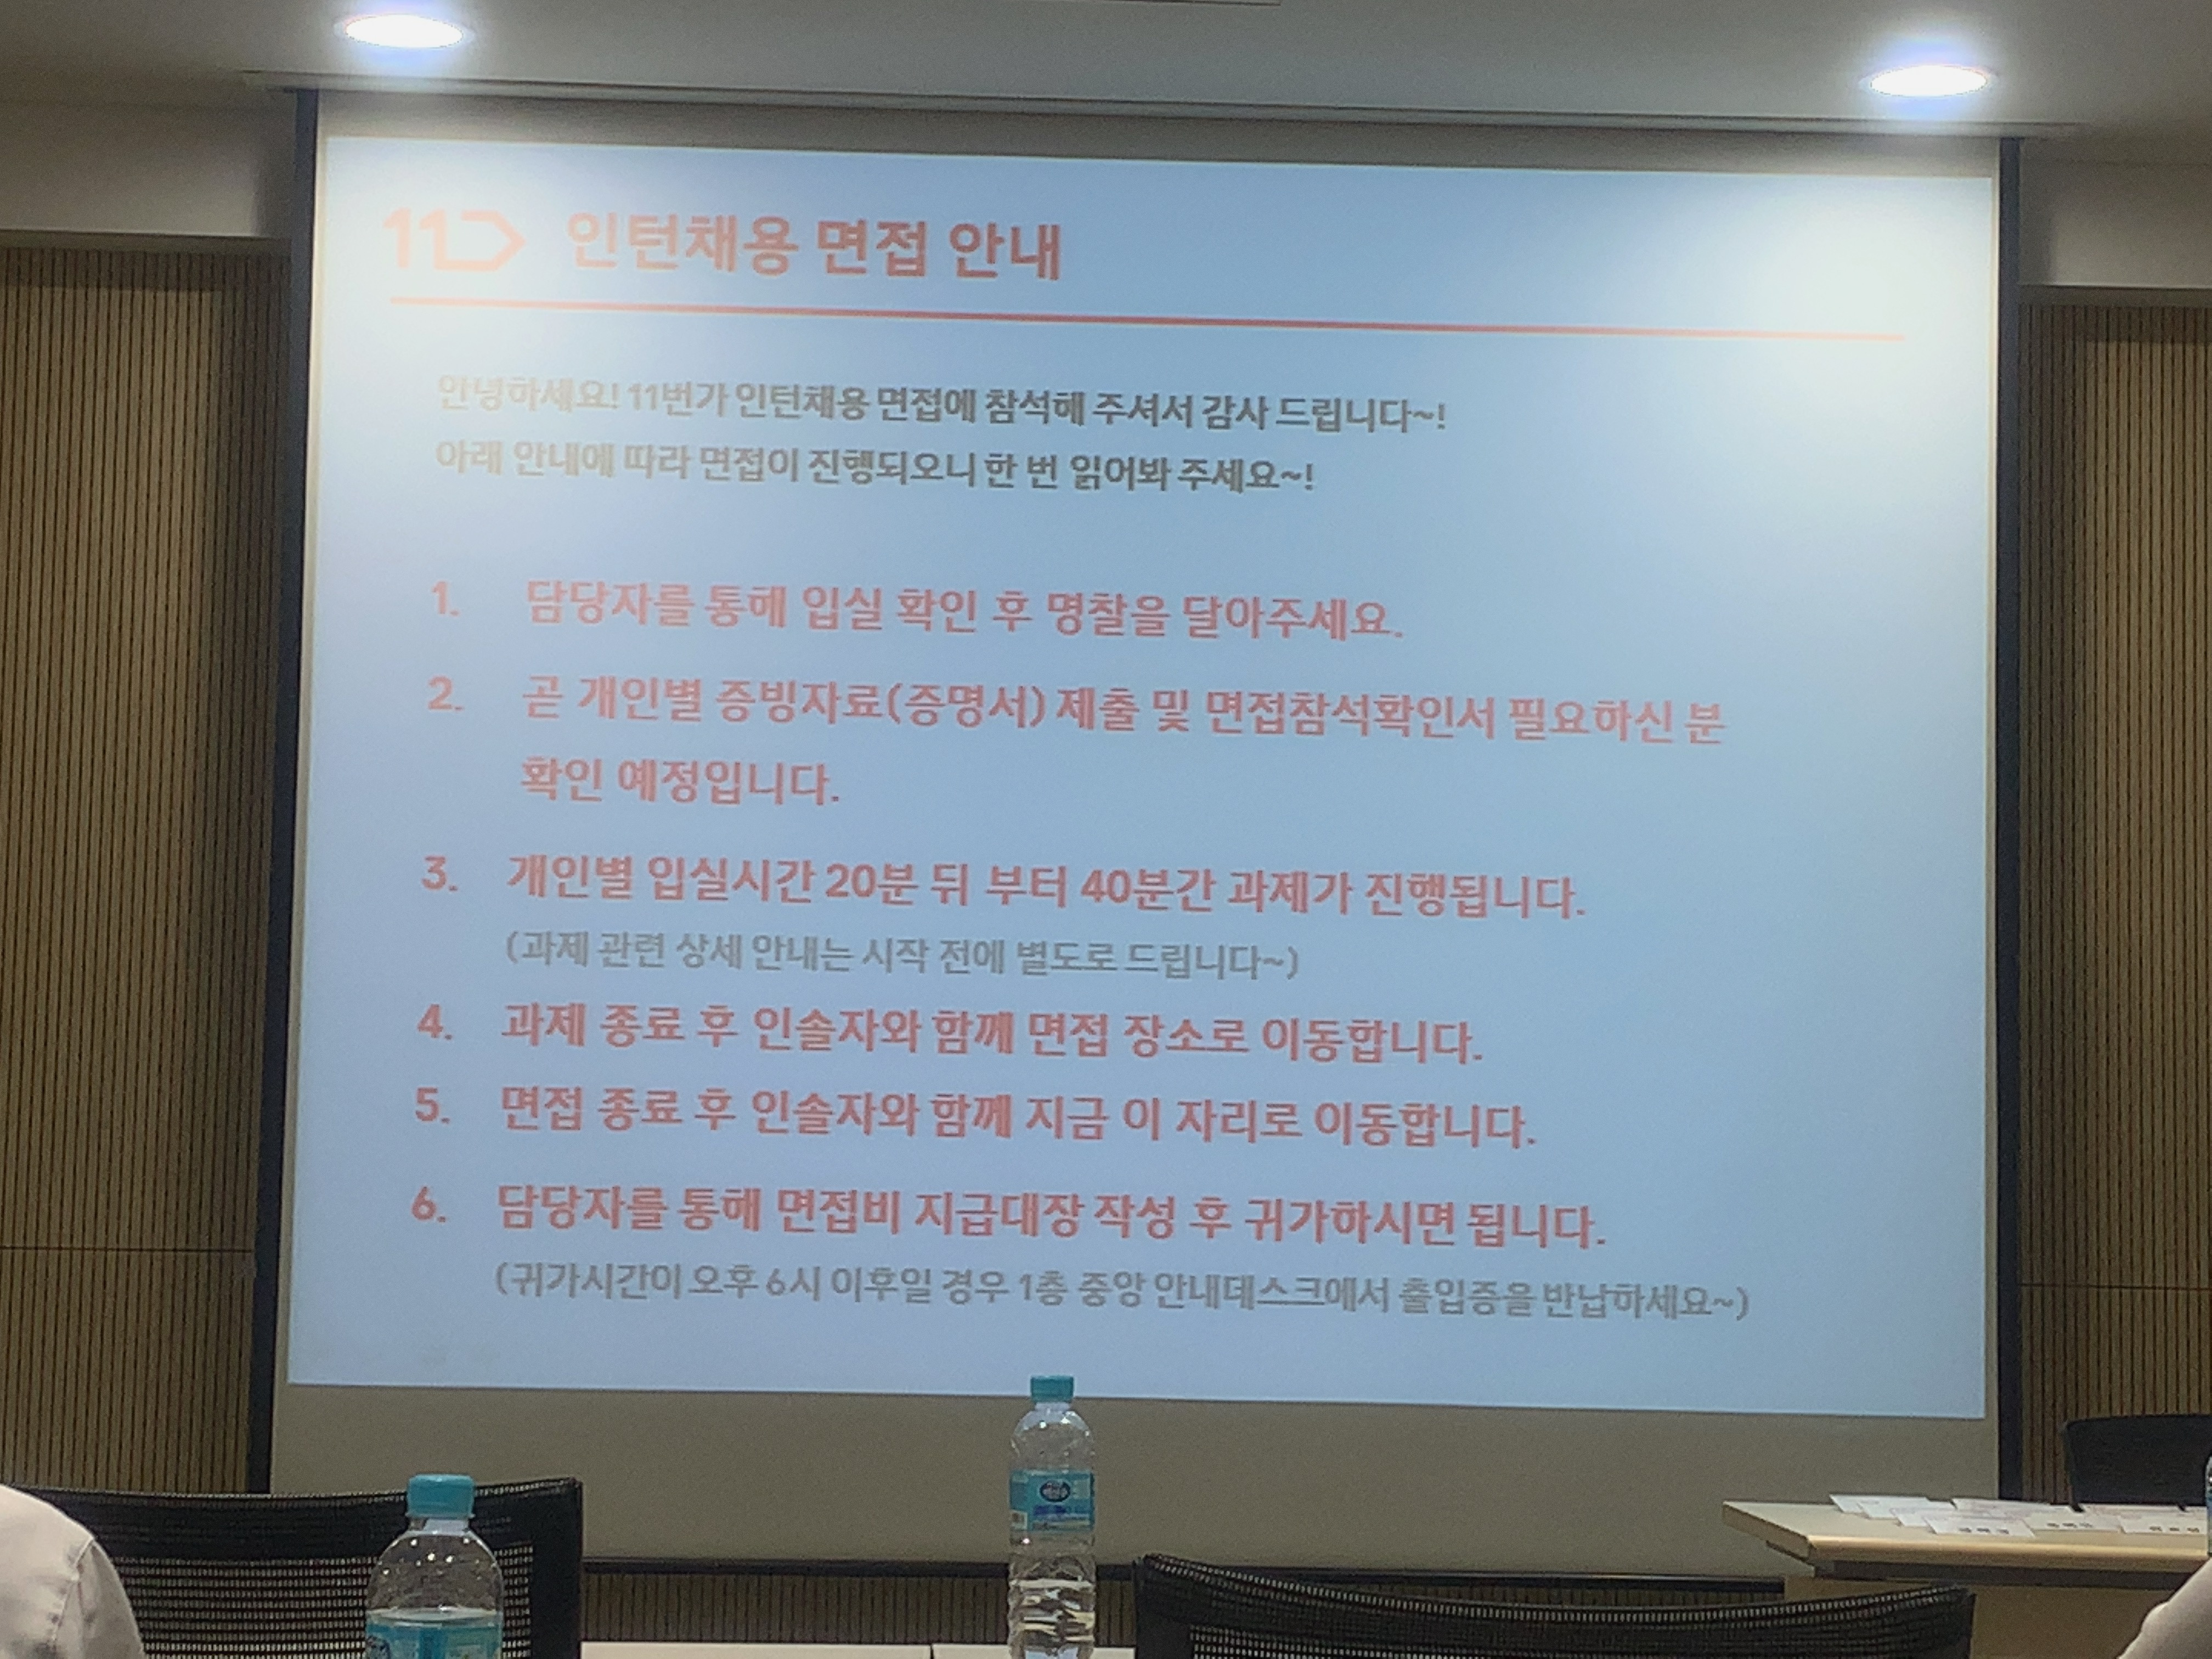 11 인턴채용 면접 안내
안녕하세요! 11번가 인턴채용 면접에 참석해 주셔서 감사 드립니다~!
아래 안내에 따라 면접이 진행되오니 한 번 읽어봐 주세요~!
1. 담당자를 통해 입실 확인 후 명찰을 달아주세요.
2. 곧 개인별 증빙자료(증명서) 제출 및 면접참석확인서 필요하신 분
확인 예정입니다.
3. 개인별 입실시간 20분 뒤 부터 40분간 과제가 진행됩니다.
(과제 관련 상세 안내는 시작 전에 별도로 드립니다~)
4. 과제 종료 후 인솔자와 함께 면접 장소로 이동합니다.
5. 면접 종료 후 인솔자와 함께 지금 이 자리로 이동합니다.
6. 담당자를 통해 면접비 지급대장 작성 후 귀가하시면 됩니다.
(귀가시간이 오후 6시 이후일 경우 1층 중앙 안내데스크에서 출입증을 반납하세요~)